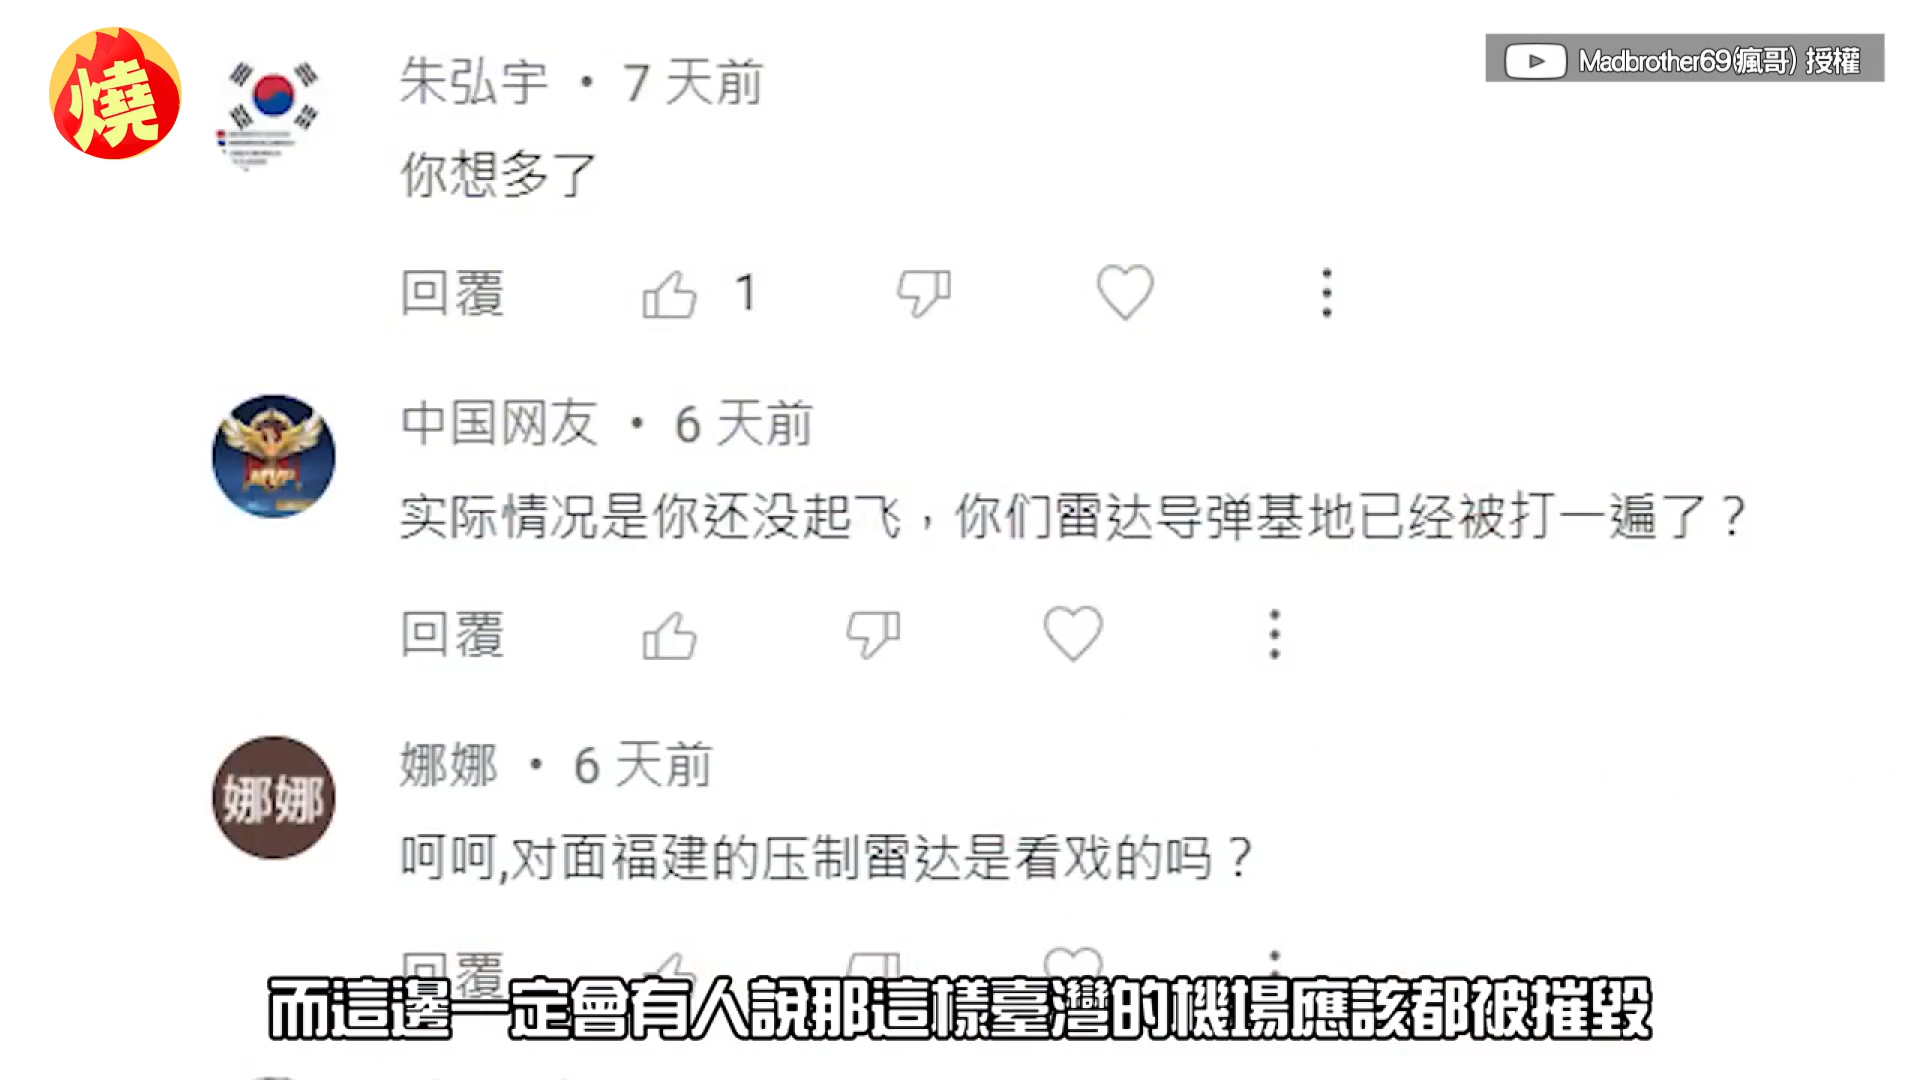 燒
Madbrother69(瘋哥) 授權
朱弘宇 • 7 天前
你想多了
回覆 1
中国网友 • 6 天前
MVP
实际情况是你还没起飞，你们雷达导弹基地已经被打一遍了？
回覆
娜娜 • 6 天前
娜娜
呵呵,对面福建的压制雷达是看戏的吗？
回覆
而這邊一定會有人說那這樣臺灣的機場應該都被摧毀